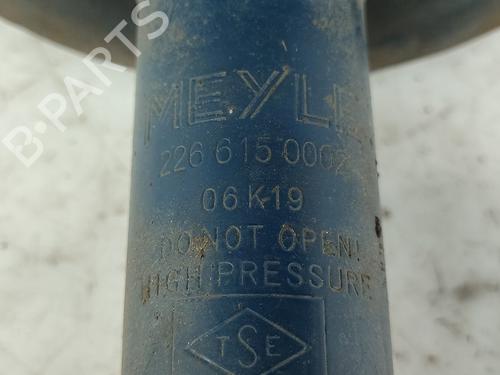 B-PARTS
MEYLE
226 615 0002
06 K19
DO NOT OPEN!
HIGH PRESSURE
TSE